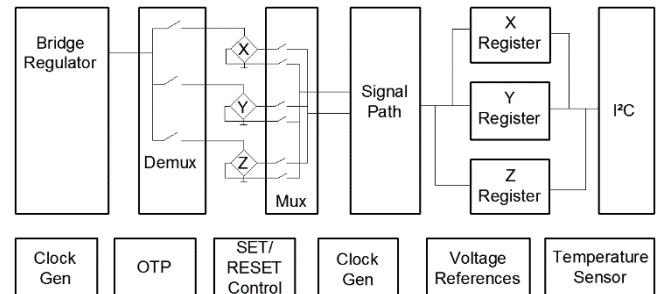 Bridge
Regulator
Demux
X
Y
Z
Mux
Signal
Path
X
Register
Y
Register
Z
Register
I²C
Clock
Gen
OTP
SET/
RESET
Control
Clock
Gen
Voltage
References
Temperature
Sensor